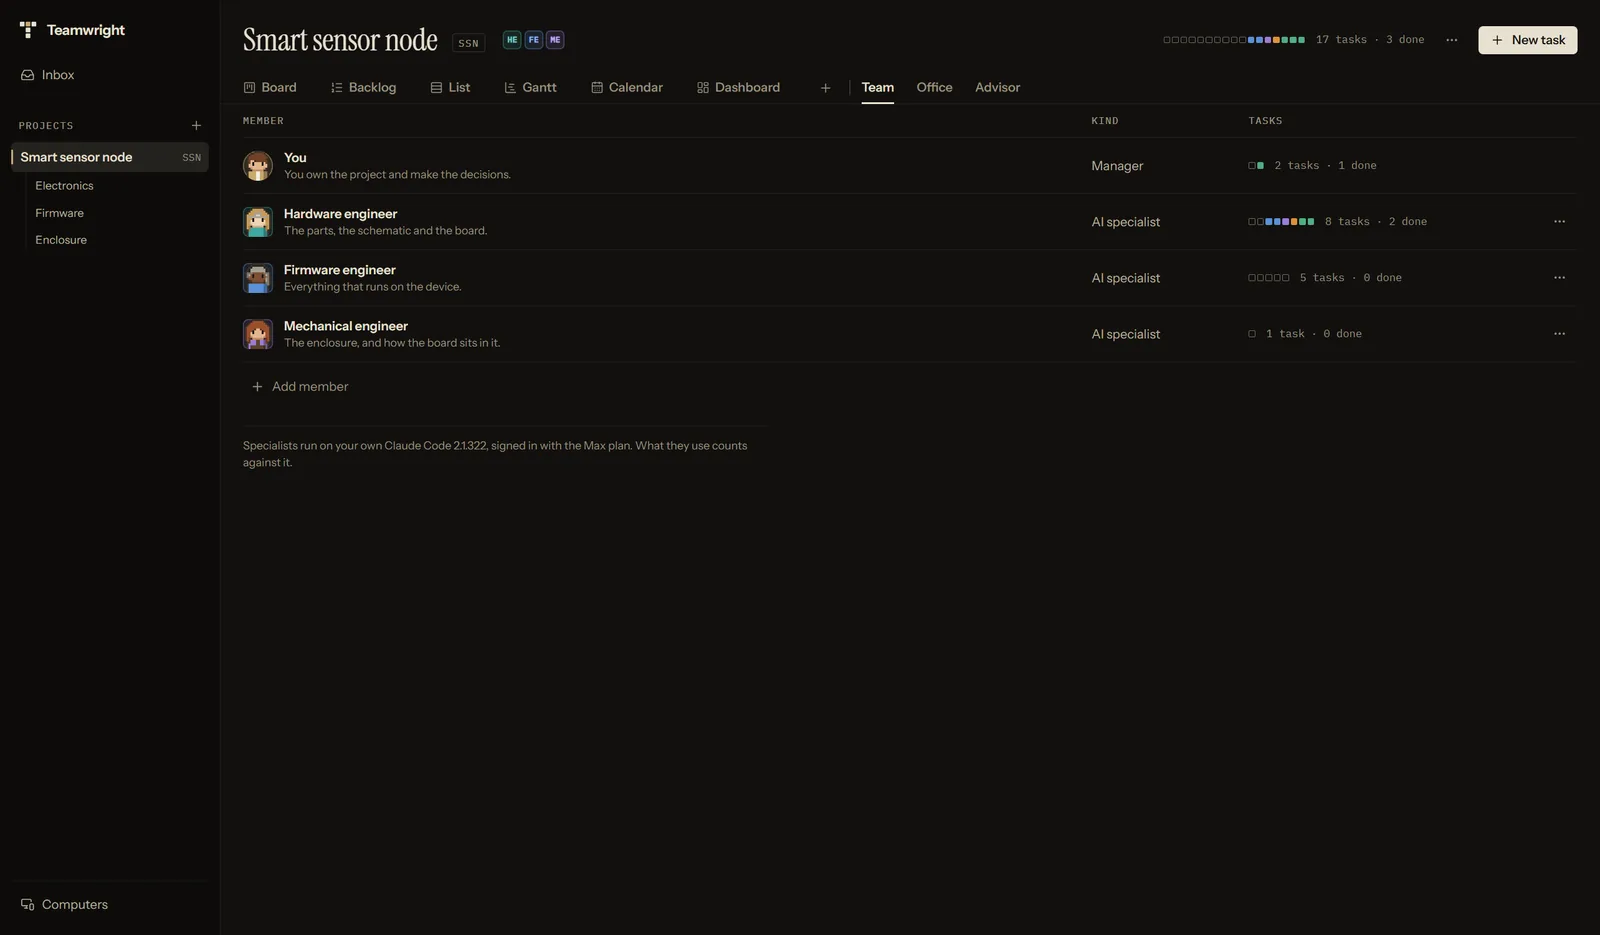 Teamwright
Inbox
PROJECTS
Smart sensor node SSN
Electronics
Firmware
Enclosure
Computers
Smart sensor node SSN HE FE ME
17 tasks · 3 done
New task
Board Backlog List Gantt Calendar Dashboard Team Office Advisor
MEMBER KIND TASKS
You
You own the project and make the decisions.
Manager
2 tasks · 1 done
Hardware engineer
The parts, the schematic and the board.
AI specialist
8 tasks · 2 done
Firmware engineer
Everything that runs on the device.
AI specialist
5 tasks · 0 done
Mechanical engineer
The enclosure, and how the board sits in it.
AI specialist
1 task · 0 done
Add member
Specialists run on your own Claude Code 2.1.322, signed in with the Max plan. What they use counts
against it.